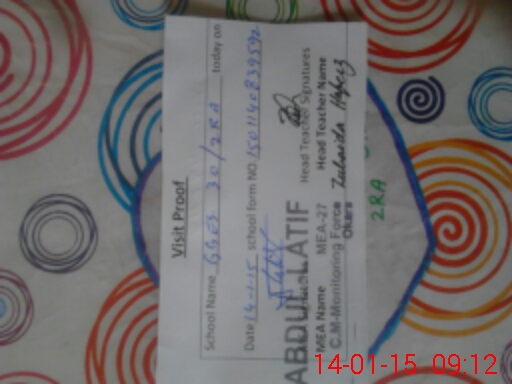 Visit Proof
School Name GGES 30/2RA today on
Date 14-1-15 school form NO
ABDUL LATIF
Head Teacher Signatures
MEA Name MEA-27 Head Teacher Name
C.M-Monitoring Force Zubaida Hafeez
Okara
2RA
14-01-15 09:12